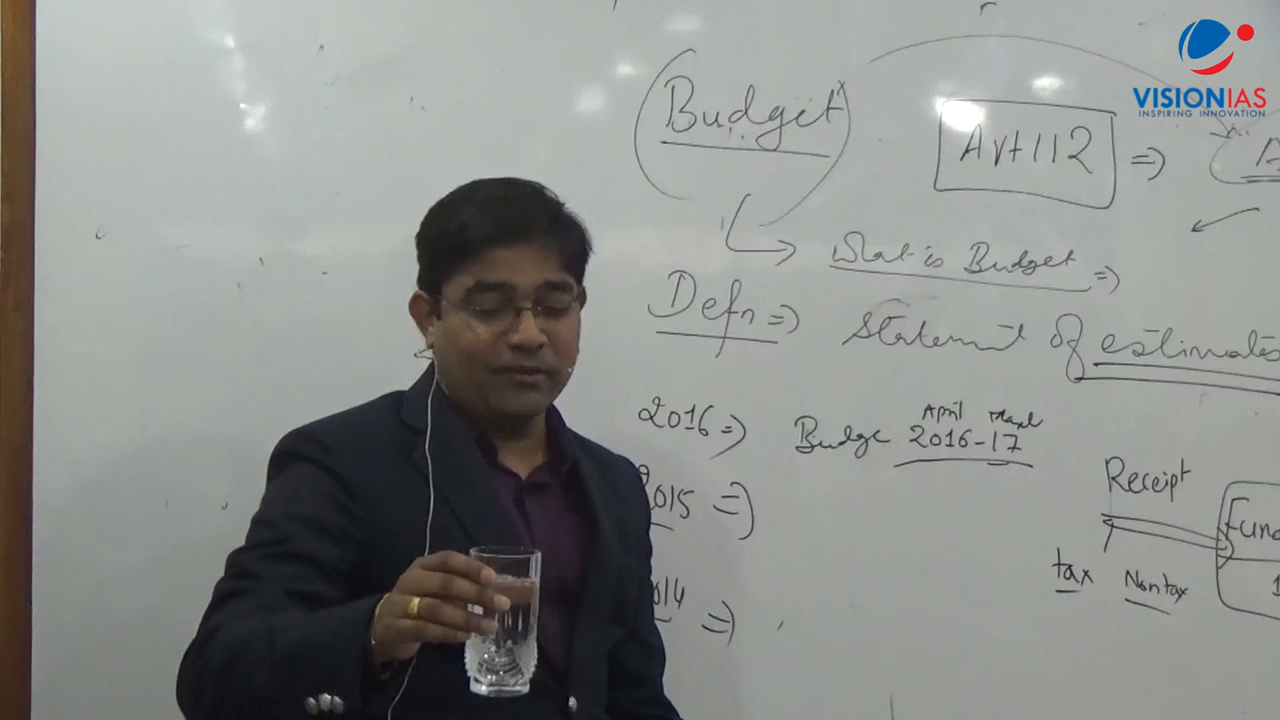 VISIONIAS
INSPIRING INNOVATION
Budget
Art 112 =>
What is Budget =>
Defn => Statement of estimates
April March
2016 => Budge 2016-17
2015 =>
Receipt
tax Nontax